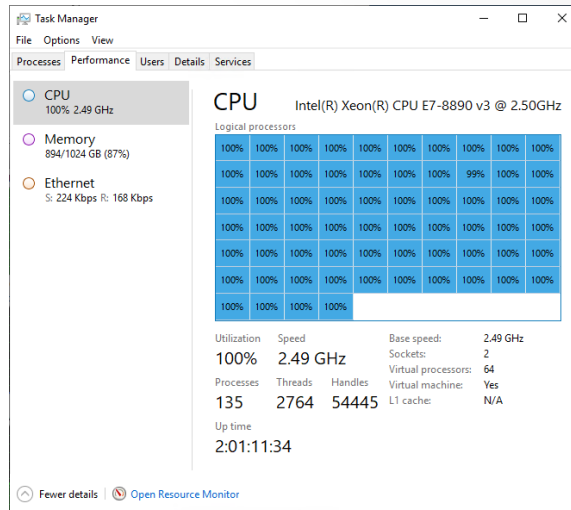 Task Manager
File Options View
Processes Performance Users Details Services
CPU
100% 2.49 GHz
Memory
894/1024 GB (87%)
Ethernet
S: 224 Kbps R: 168 Kbps
CPU Intel(R) Xeon(R) CPU E7-8890 v3 @ 2.50GHz
Logical processors
100% 100% 100% 100% 100% 100% 100% 100% 100% 100%
100% 100% 100% 100% 100% 100% 100% 99% 100% 100%
100% 100% 100% 100% 100% 100% 100% 100% 100% 100%
100% 100% 100% 100% 100% 100% 100% 100% 100% 100%
100% 100% 100% 100% 100% 100% 100% 100% 100% 100%
100% 100% 100% 100% 100% 100% 100% 100% 100% 100%
100% 100% 100% 100%
Utilization Speed Base speed: 2.49 GHz
100% 2.49 GHz Sockets: 2
Virtual processors: 64
Processes Threads Handles Virtual machine: Yes
135 2764 54445 L1 cache: N/A
Up time
2:01:11:34
Fewer details Open Resource Monitor